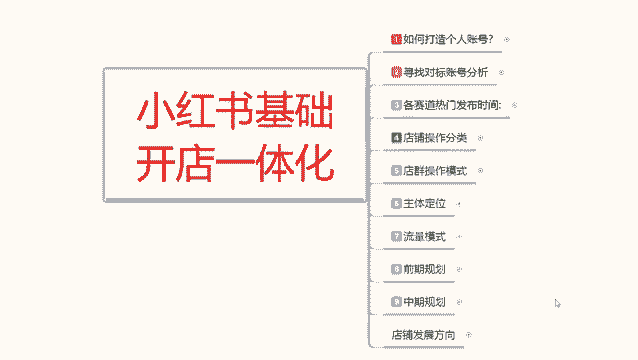 小红书基础
开店一体化
1 如何打造个人账号？
2 寻找对标账号分析
3 各赛道热门发布时间:
4 店铺操作分类
5 店群操作模式
6 主体定位
7 流量模式
8 前期规划
9 中期规划
店铺发展方向